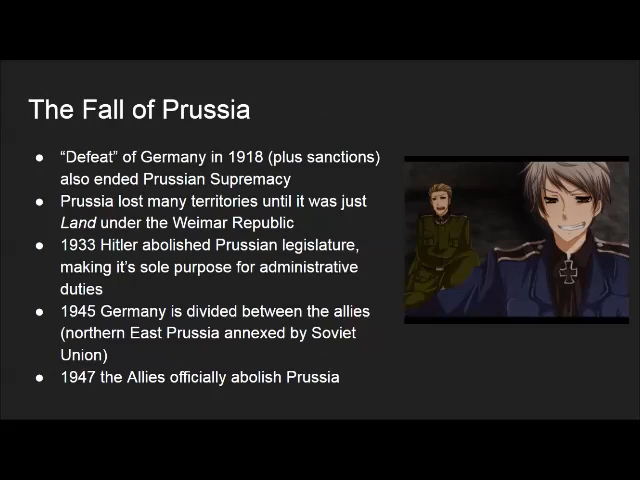 The Fall of Prussia
● “Defeat” of Germany in 1918 (plus sanctions)
also ended Prussian Supremacy
● Prussia lost many territories until it was just
Land under the Weimar Republic
● 1933 Hitler abolished Prussian legislature,
making it’s sole purpose for administrative
duties
● 1945 Germany is divided between the allies
(northern East Prussia annexed by Soviet
Union)
● 1947 the Allies officially abolish Prussia